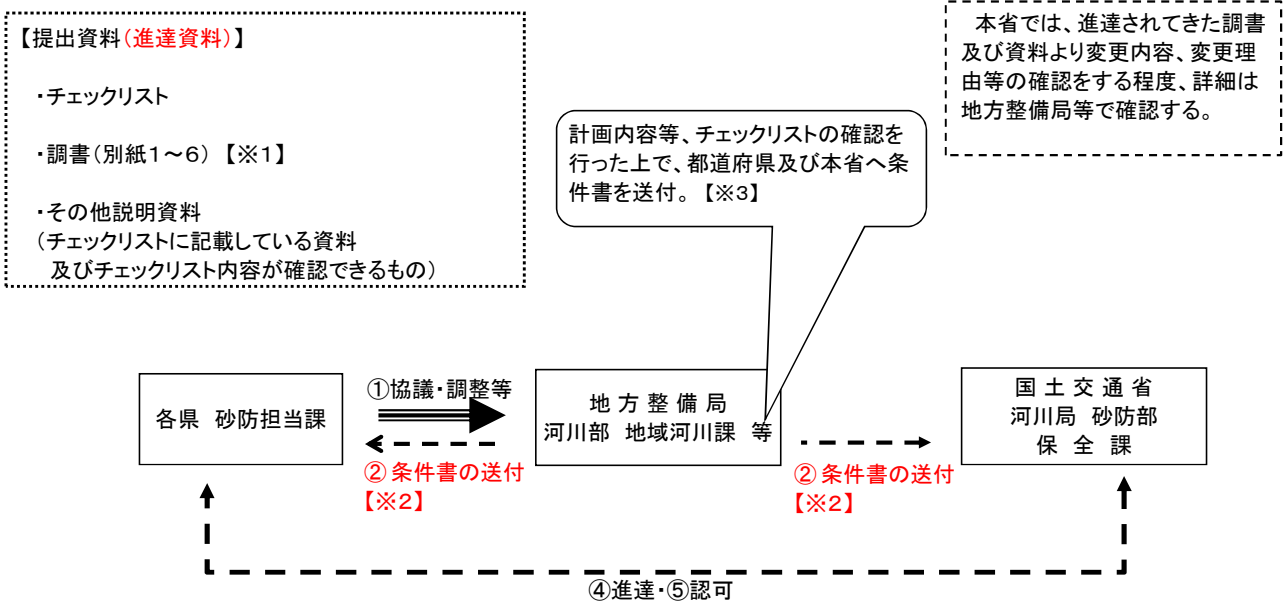 【提出資料(進達資料)】
・チェックリスト
・調書(別紙1～6) 【※1】
・その他説明資料
(チェックリストに記載している資料
及びチェックリスト内容が確認できるもの)
計画内容等、チェックリストの確認を
行った上で、都道府県及び本省へ条
件書を送付。【※3】
本省では、進達されてきた調書
及び資料より変更内容、変更理
由等の確認をする程度、詳細は
地方整備局等で確認する。
各県 砂防担当課
①協議・調整等
②条件書の送付
【※2】
地方整備局
河川部 地域河川課 等
②条件書の送付
【※2】
国土交通省
河川局 砂防部
保全課
④進達・⑤認可